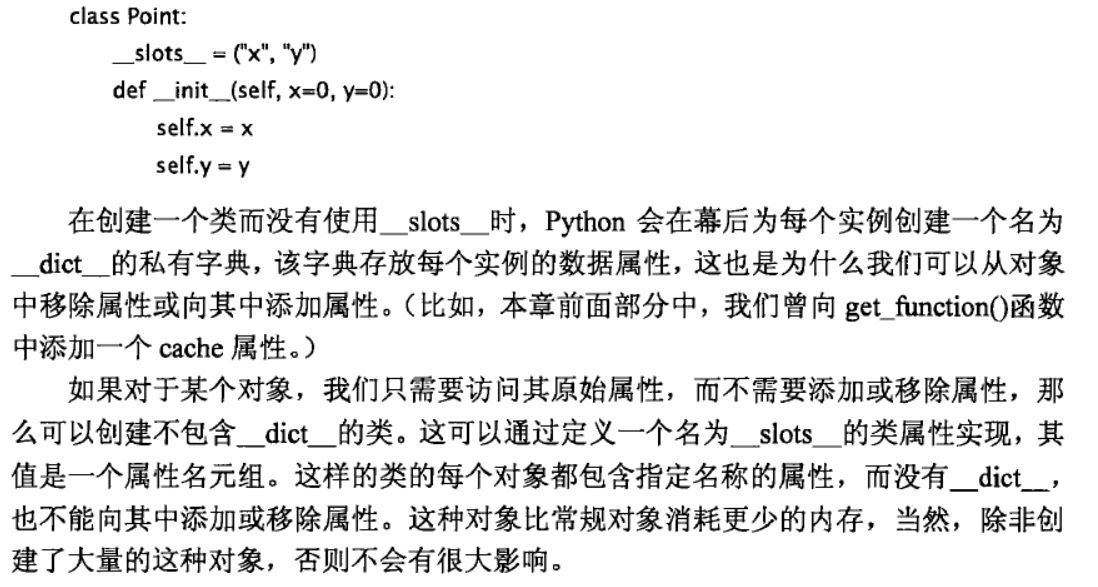 class Point:
__slots__ = ("x", "y")
def __init__(self, x=0, y=0):
self.x = x
self.y = y
在创建一个类而没有使用__slots__时，Python 会在幕后为每个实例创建一个名为
__dict__的私有字典，该字典存放每个实例的数据属性，这也是为什么我们可以从对象
中移除属性或向其中添加属性。（比如，本章前面部分中，我们曾向 get_function()函数
中添加一个 cache 属性。）
如果对于某个对象，我们只需要访问其原始属性，而不需要添加或移除属性，那
么可以创建不包含__dict__的类。这可以通过定义一个名为__slots__的类属性实现，其
值是一个属性名元组。这样的类的每个对象都包含指定名称的属性，而没有__dict__，
也不能向其中添加或移除属性。这种对象比常规对象消耗更少的内存，当然，除非创
建了大量的这种对象，否则不会有很大影响。